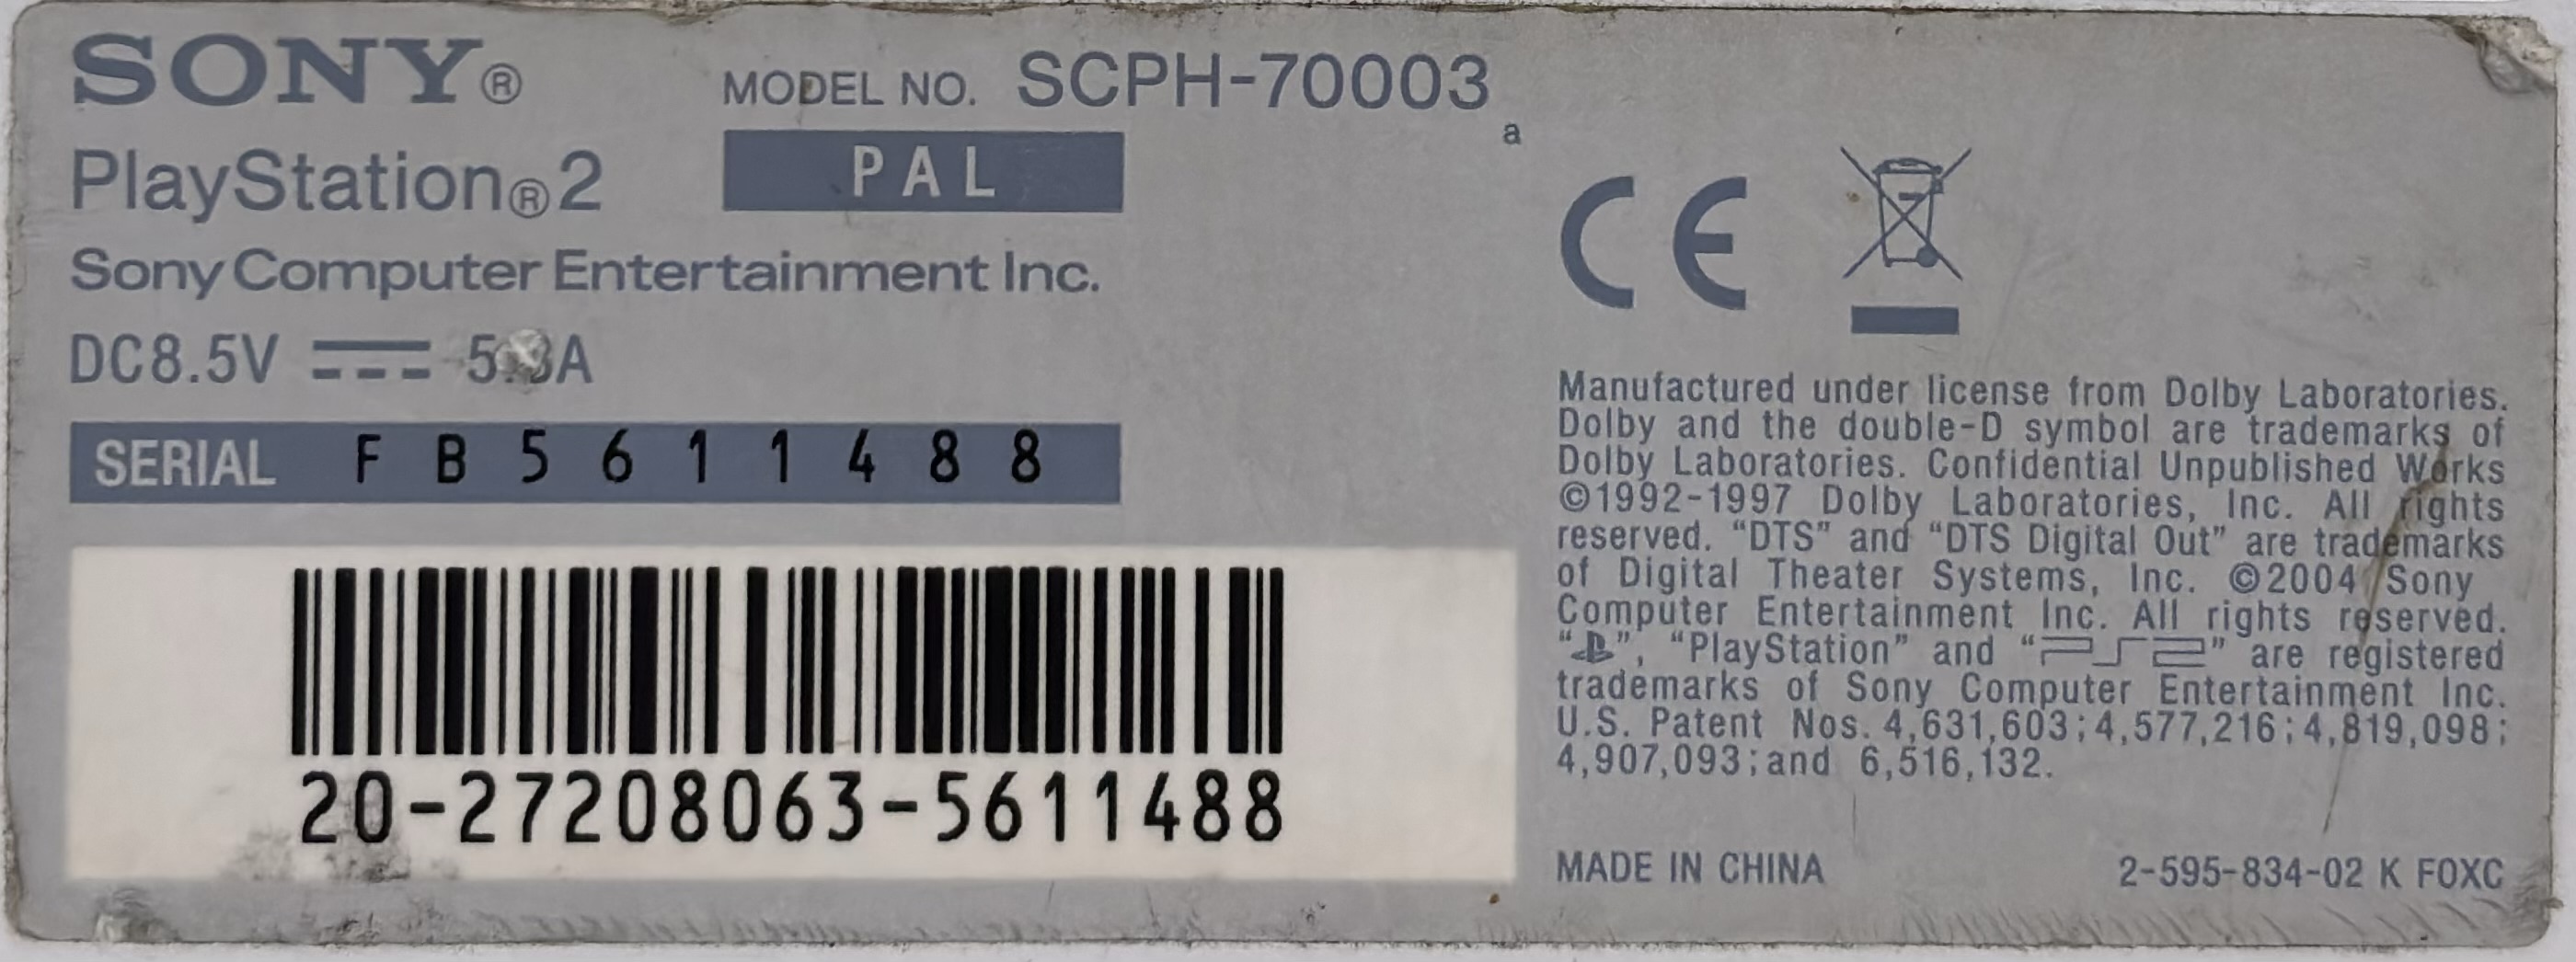 SONY®
MODEL NO. SCPH-70003
a
PlayStation®2
PAL
Sony Computer Entertainment Inc.
DC8.5V
SERIAL F B 5 6 1 1 4 8 8
20-27208063-5611488
CE
Manufactured under license from Dolby Laboratories.
Dolby and the double-D symbol are trademarks of
Dolby Laboratories. Confidential Unpublished Works
©1992-1997 Dolby Laboratories, Inc. All rights
reserved. “DTS” and “DTS Digital Out” are trademarks
of Digital Theater Systems, Inc. ©2004 Sony
Computer Entertainment Inc. All rights reserved.
“PlayStation” and “PS2” are registered
trademarks of Sony Computer Entertainment Inc.
U.S. Patent Nos. 4,631,603;4,577,216;4,819,098;
4,907,093;and 6,516,132.
MADE IN CHINA
2-595-834-02 K FOXC